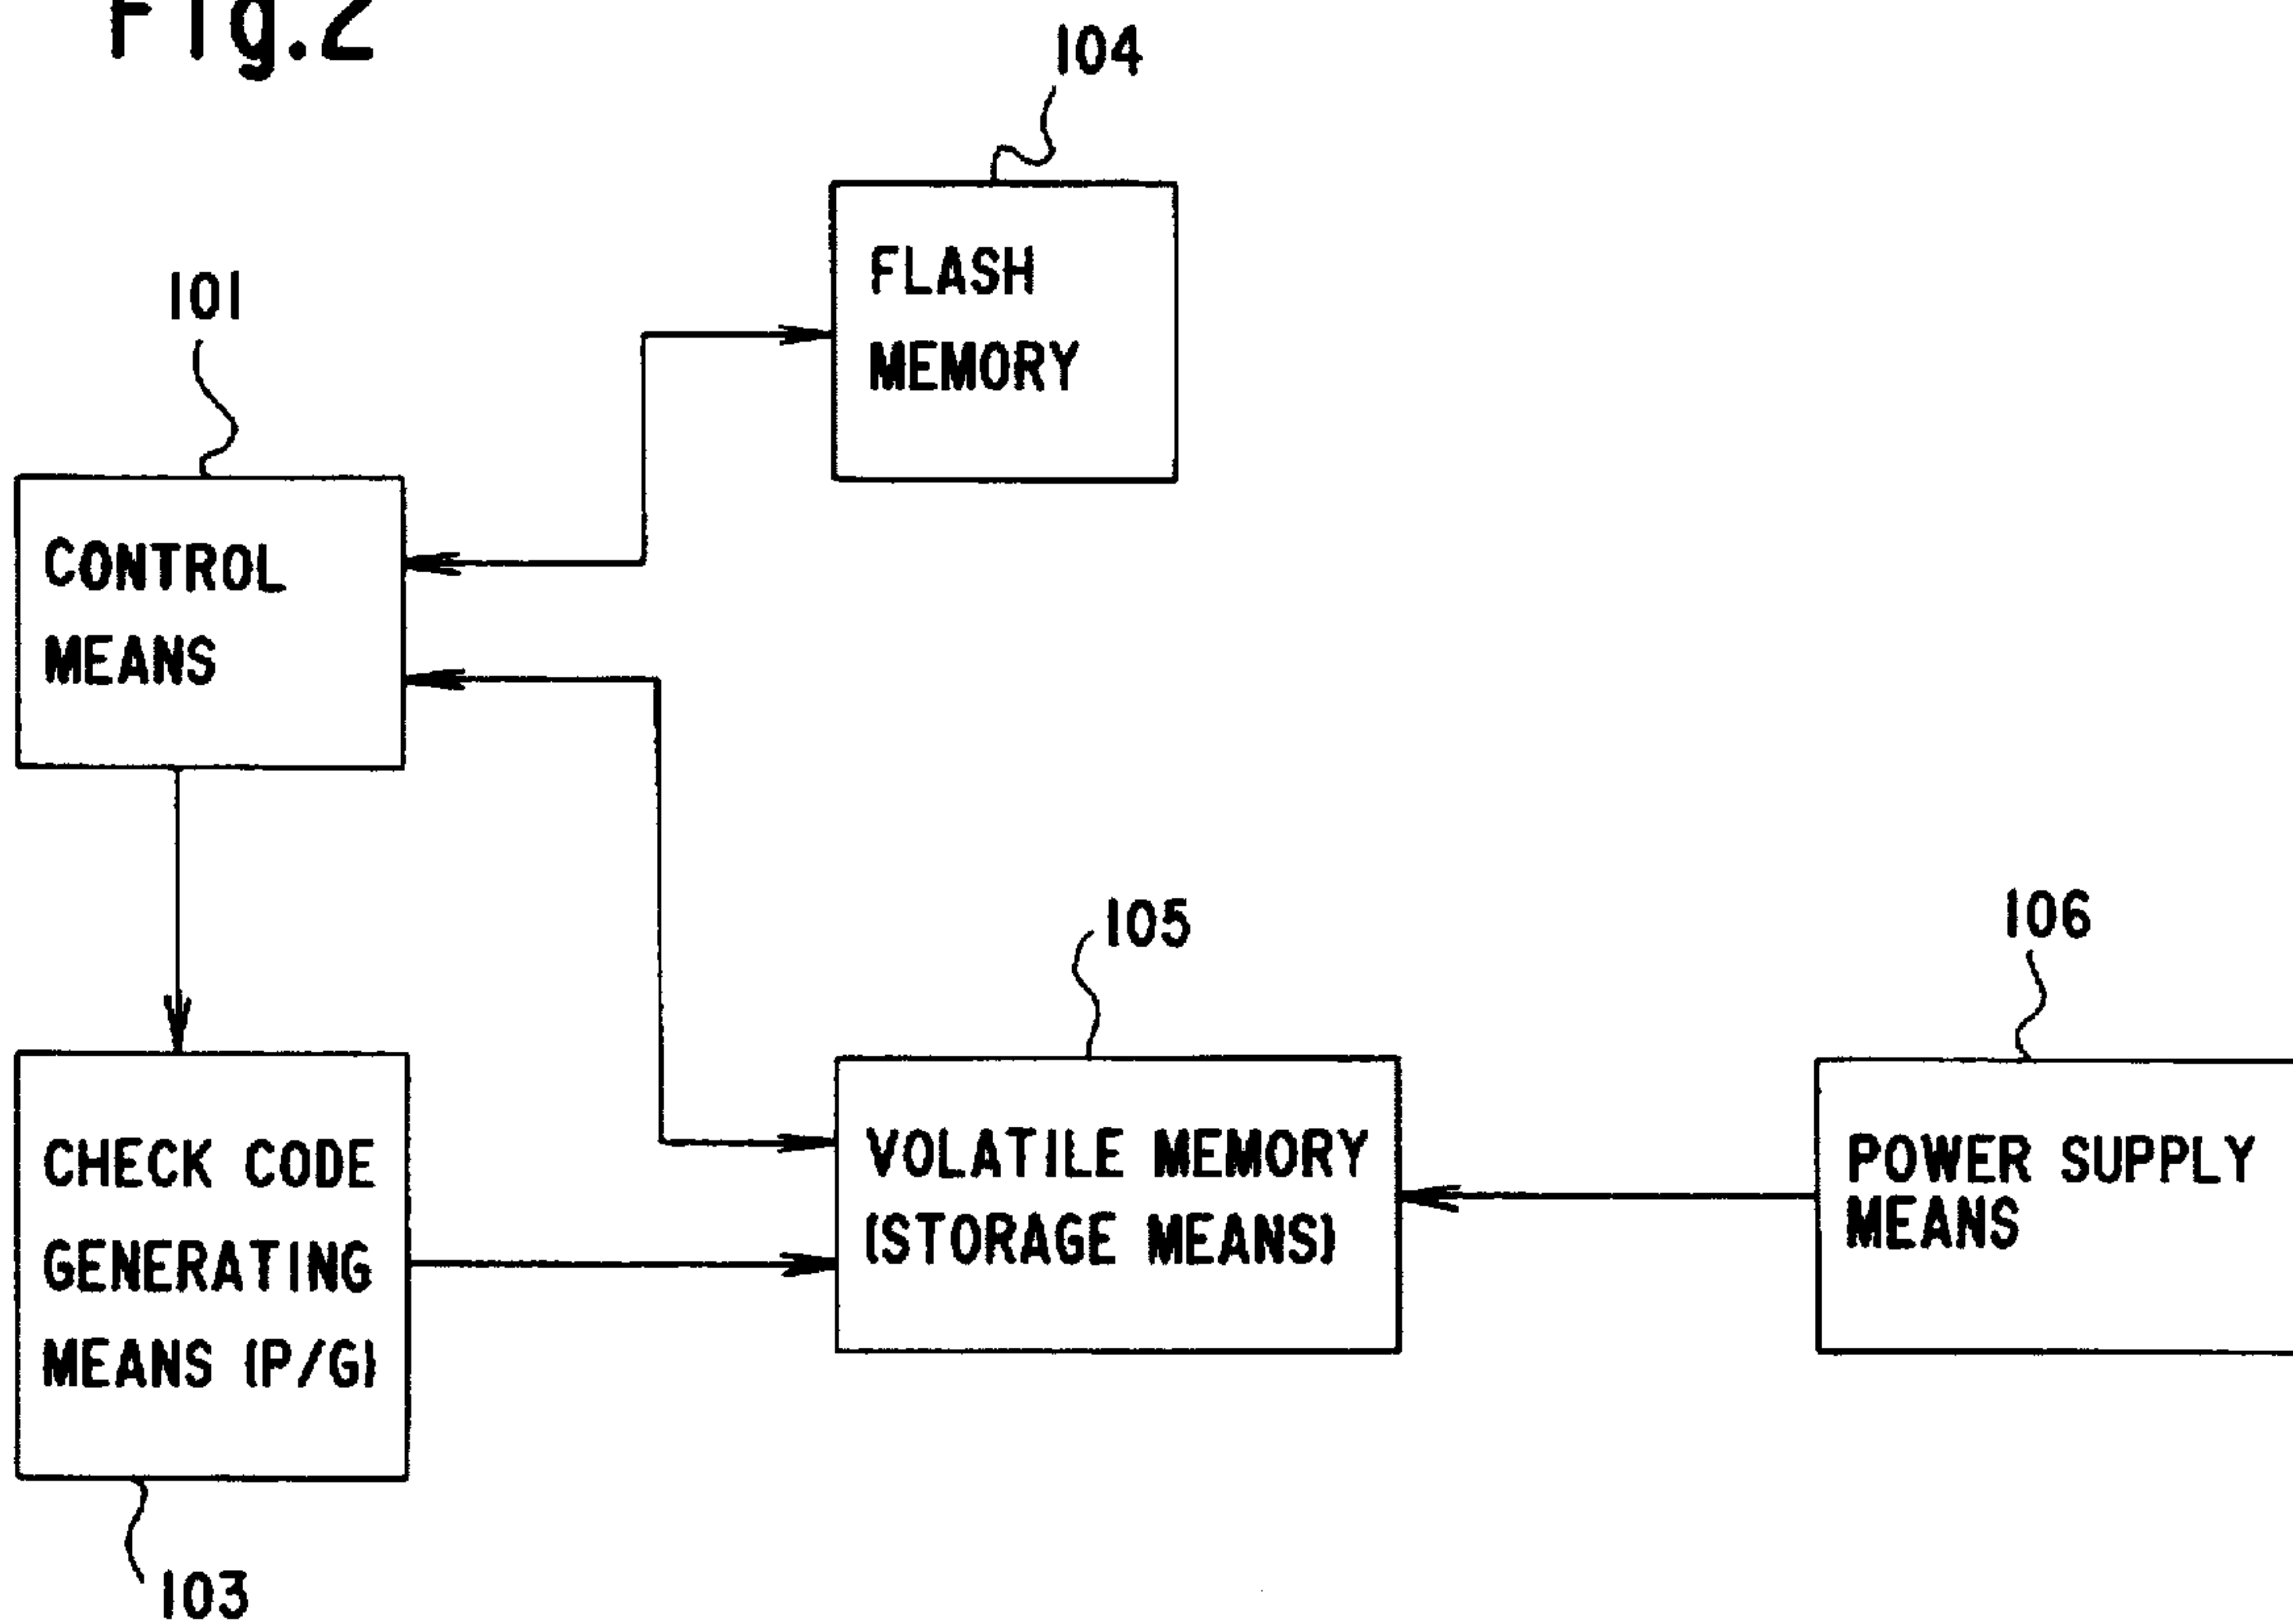 Fig.2
104
FLASH
MEMORY
101
CONTROL
MEANS
105
106
CHECK CODE
GENERATING
MEANS (P/G)
VOLATILE MEMORY
(STORAGE MEANS)
POWER SUPPLY
MEANS
103